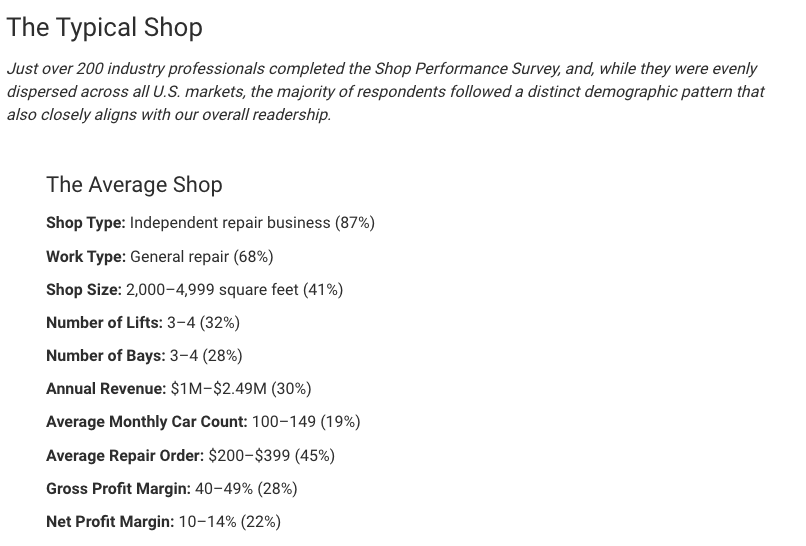 The Typical Shop
Just over 200 industry professionals completed the Shop Performance Survey, and, while they were evenly
dispersed across all U.S. markets, the majority of respondents followed a distinct demographic pattern that
also closely aligns with our overall readership.
The Average Shop
Shop Type: Independent repair business (87%)
Work Type: General repair (68%)
Shop Size: 2,000–4,999 square feet (41%)
Number of Lifts: 3–4 (32%)
Number of Bays: 3–4 (28%)
Annual Revenue: $1M–$2.49M (30%)
Average Monthly Car Count: 100–149 (19%)
Average Repair Order: $200–$399 (45%)
Gross Profit Margin: 40–49% (28%)
Net Profit Margin: 10–14% (22%)